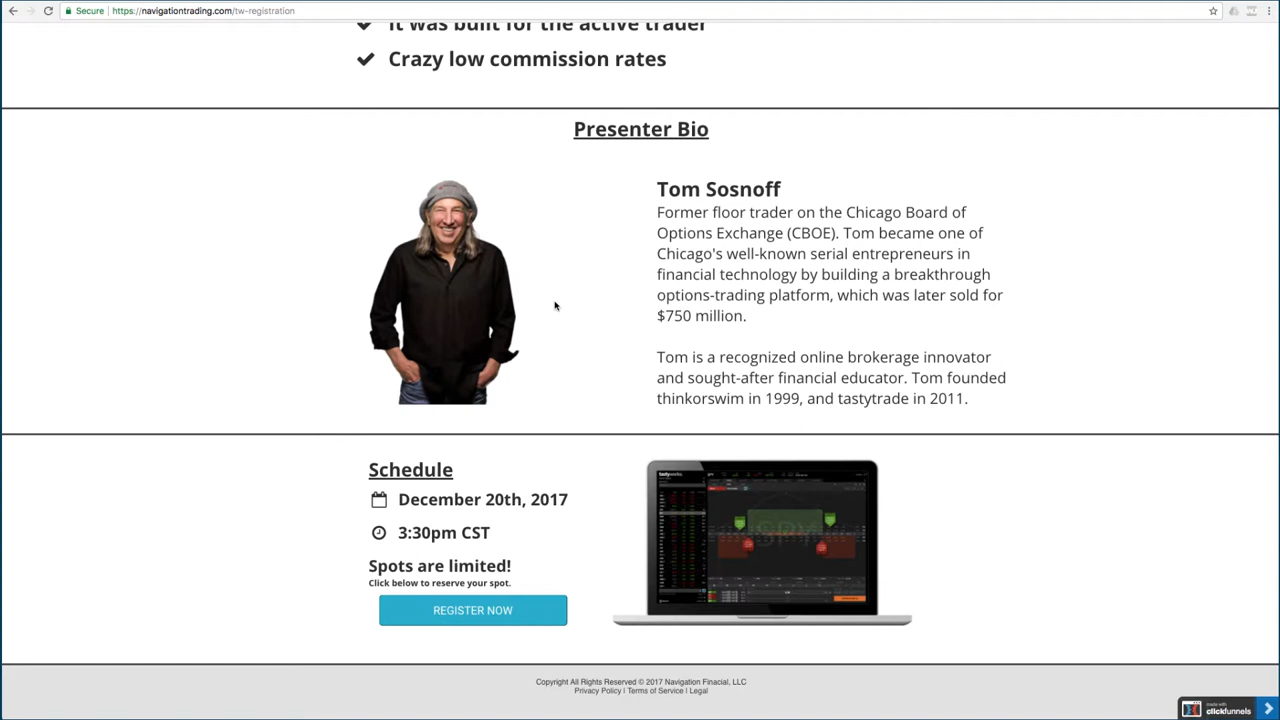 Secure
https://navigationtrading.com/tw-registration
It was built for the active trader
Crazy low commission rates
Presenter Bio
Tom Sosnoff
Former floor trader on the Chicago Board of
Options Exchange (CBOE). Tom became one of
Chicago's well-known serial entrepreneurs in
financial technology by building a breakthrough
options-trading platform, which was later sold for
$750 million.
Tom is a recognized online brokerage innovator
and sought-after financial educator. Tom founded
thinkorswim in 1999, and tastytrade in 2011.
Schedule
December 20th, 2017
3:30pm CST
Spots are limited!
Click below to reserve your spot.
REGISTER NOW
tastyworks
SPY
Copyright All Rights Reserved © 2017 Navigation Finacial, LLC
Privacy Policy | Terms of Service | Legal
made with
clickfunnels